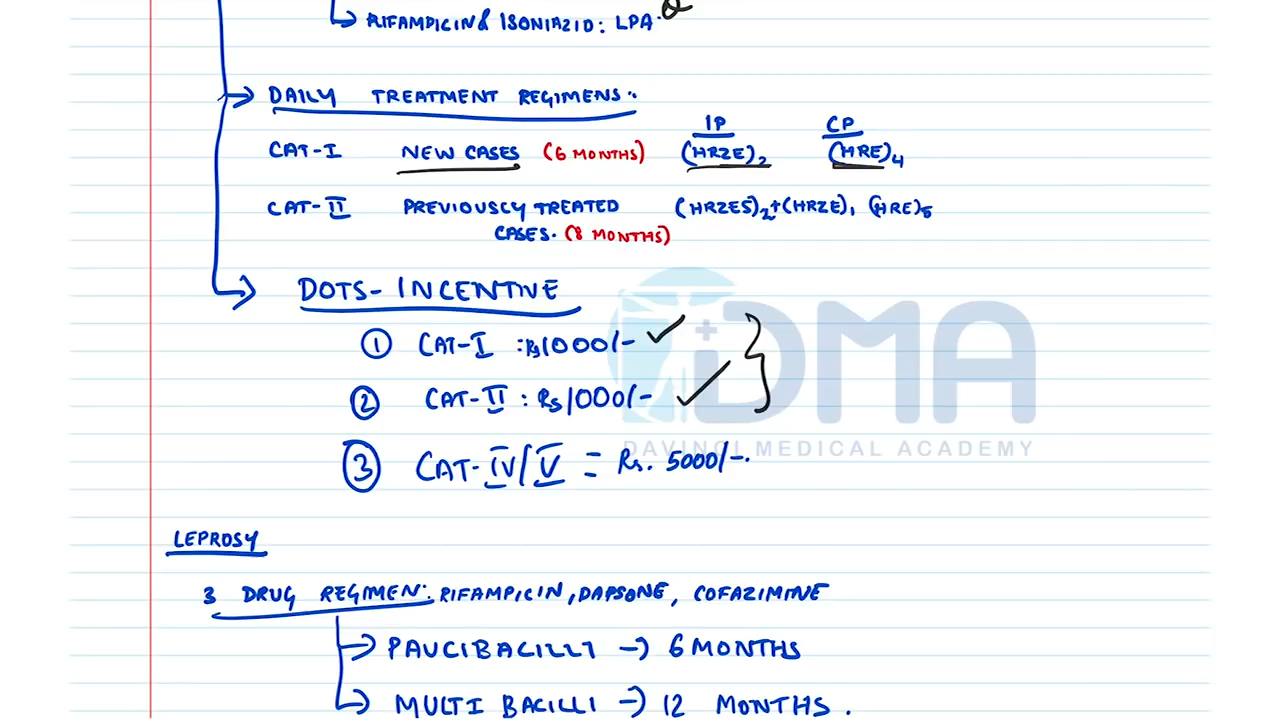 RIFAMPICIN & ISONIAZID: LPA
DAILY TREATMENT REGIMENS:
IP CP
CAT-I NEW CASES (6 MONTHS) (HRZE)2 (HRE)4
CAT-II PREVIOUSLY TREATED (HRZES)2+(HRZE)1 (HRE)5
CASES. (8 MONTHS)
DOTS- INCENTIVE
① CAT-I :Rs1000/-
② CAT-II : Rs1000/-
③ CAT-IV/V = Rs. 5000/-.
DMA
DAVINCI MEDICAL ACADEMY
LEPROSY
3 DRUG REGIMEN: RIFAMPICIN, DAPSONE, COFAZIMINE
PAUCIBACILLI → 6 MONTHS
MULTI BACILLI → 12 MONTHS.